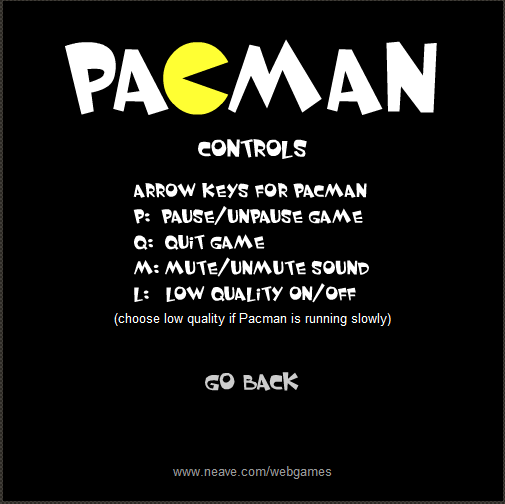 PACMAN
CONTROLS
ARROW KEYS FOR PACMAN
P: PAUSE/UNPAUSE GAME
Q: QUIT GAME
M: MUTE/UNMUTE SOUND
L: LOW QUALITY ON/OFF
(choose low quality if Pacman is running slowly)
GO BACK
www.neave.com/webgames